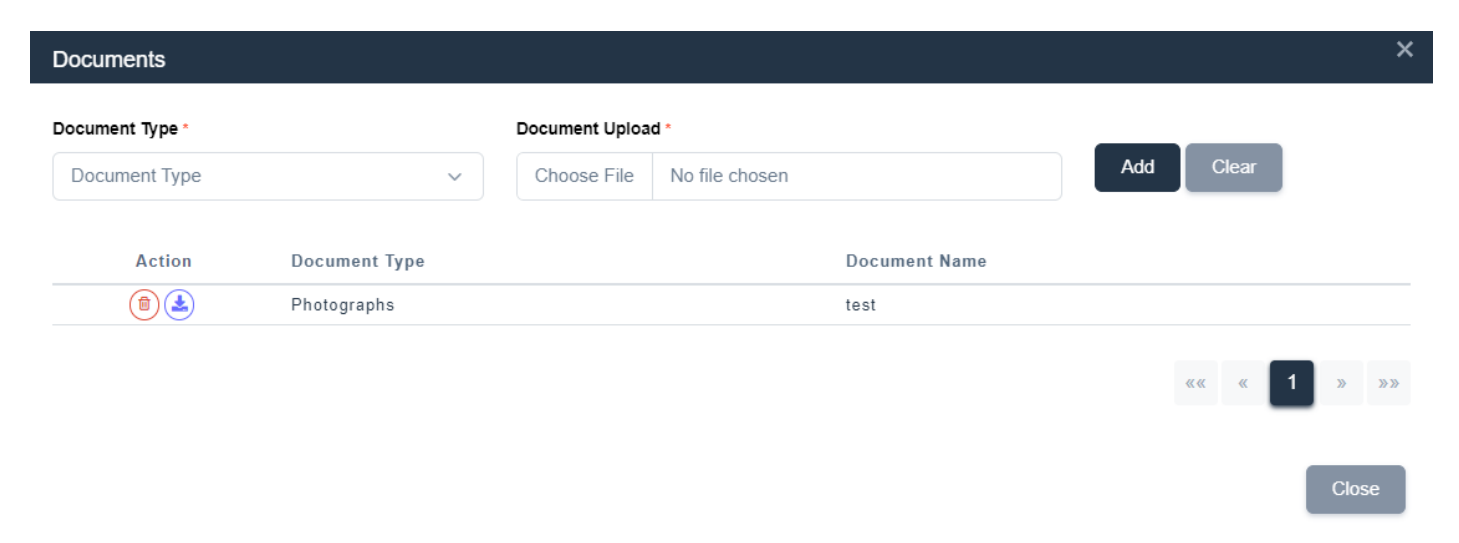 Documents ×
Document Type * Document Upload *
Document Type Choose File No file chosen Add Clear
Action Document Type Document Name
Photographs test
«« « 1 » »»
Close